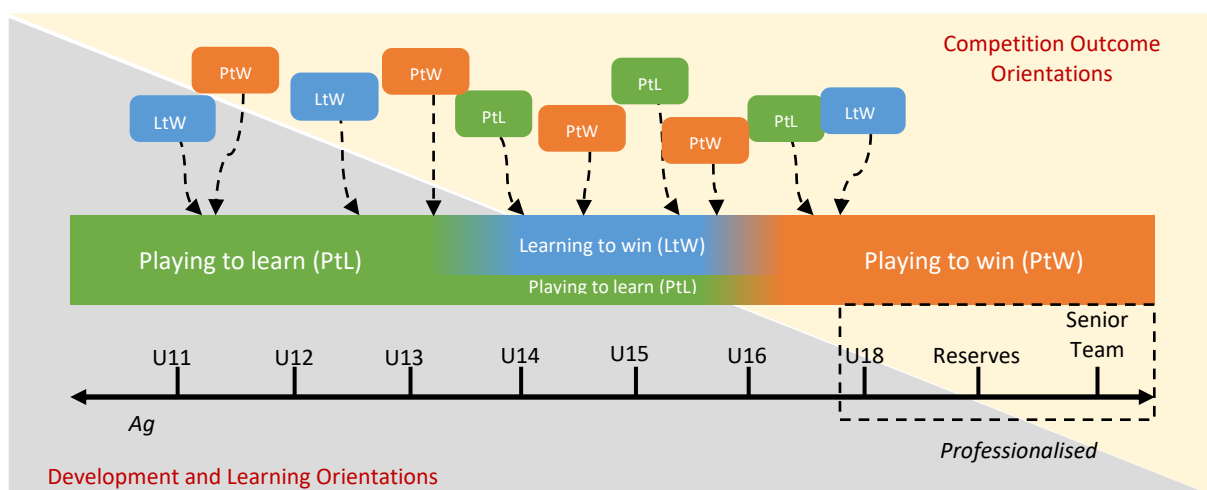 Competition Outcome
Orientations
LtW
PtW
LtW
PtW
PtL
PtW
PtL
PtW
PtL
LtW
Playing to learn (PtL)
Learning to win (LtW)
Playing to learn (PtL)
Playing to win (PtW)
U11
U12
U13
U14
U15
U16
U18
Reserves
Senior
Team
Ag
Professionalised
Development and Learning Orientations